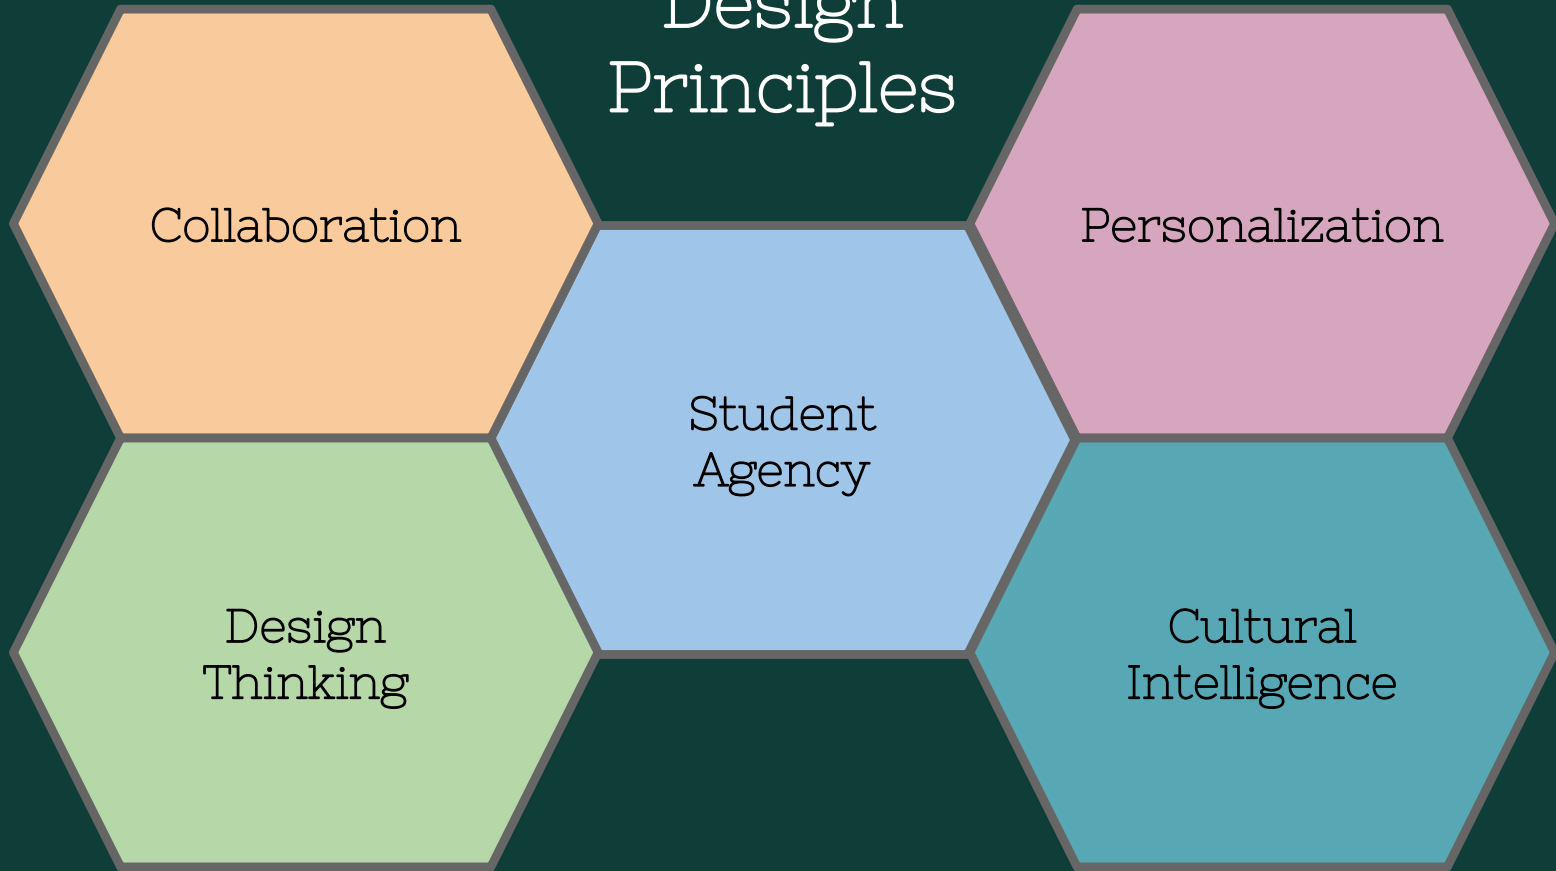 Design
Principles
Collaboration
Personalization
Student
Agency
Design
Thinking
Cultural
Intelligence